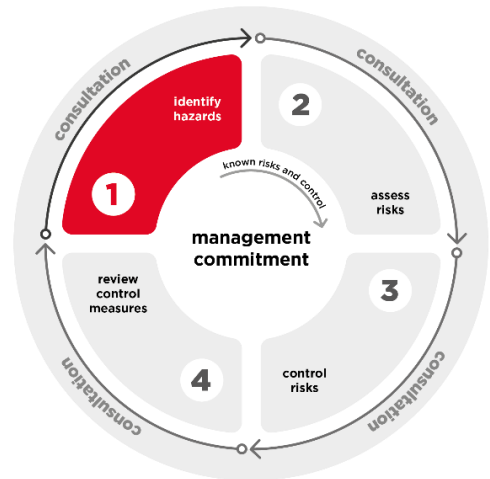 consultation
consultation
identify
hazards
1
2
assess
risks
known risks and control
management
commitment
review
control
measures
4
3
control
risks
consultation
consultation